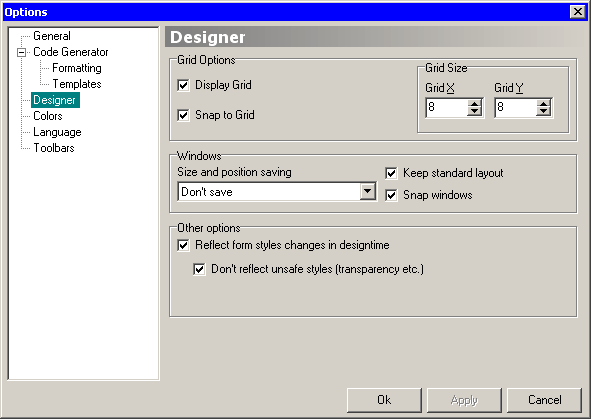 Options
General
Code Generator
Formatting
Templates
Designer
Colors
Language
Toolbars
Designer
Grid Options
Display Grid
Snap to Grid
Grid Size
Grid X
Grid Y
8
8
Windows
Size and position saving
Don't save
Keep standard layout
Snap windows
Other options
Reflect form styles changes in designtime
Don't reflect unsafe styles (transparency etc.)
Ok
Apply
Cancel